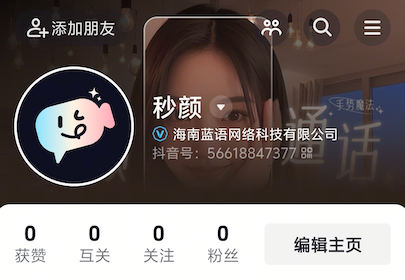 添加朋友
手势魔法
通话
秒颜
海南蓝语网络科技有限公司
抖音号：56618847377
0 0 0 0
获赞 互关 关注 粉丝
编辑主页